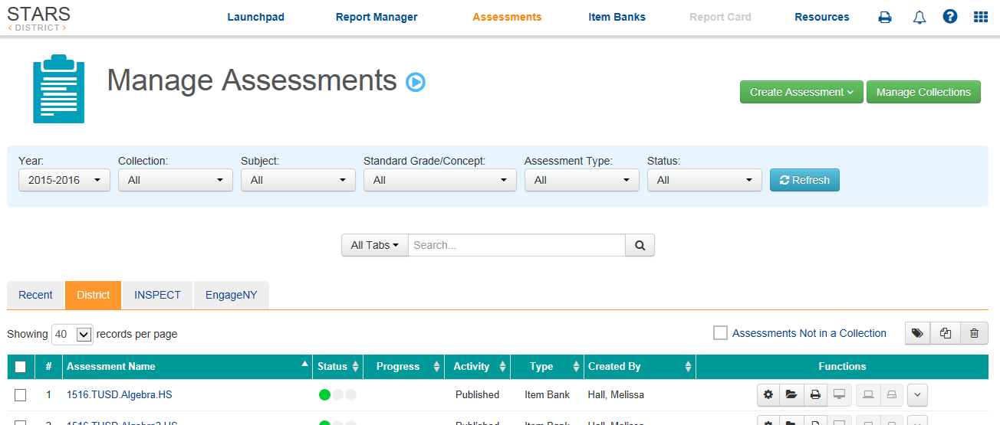 STARS
‹ DISTRICT ›
Launchpad Report Manager Assessments Item Banks Report Card Resources
Manage Assessments
Create Assessment Manage Collections
Year: Collection: Subject: Standard Grade/Concept: Assessment Type: Status:
2015-2016 All All All All All Refresh
All Tabs Search...
Recent District INSPECT EngageNY
Showing 40 records per page Assessments Not in a Collection
# Assessment Name Status Progress Activity Type Created By Functions
1 1516.TUSD.Algebra.HS Published Item Bank Hall, Melissa
2 1516.TUSD.Algebra2.HS Published Item Bank Hall, Melissa